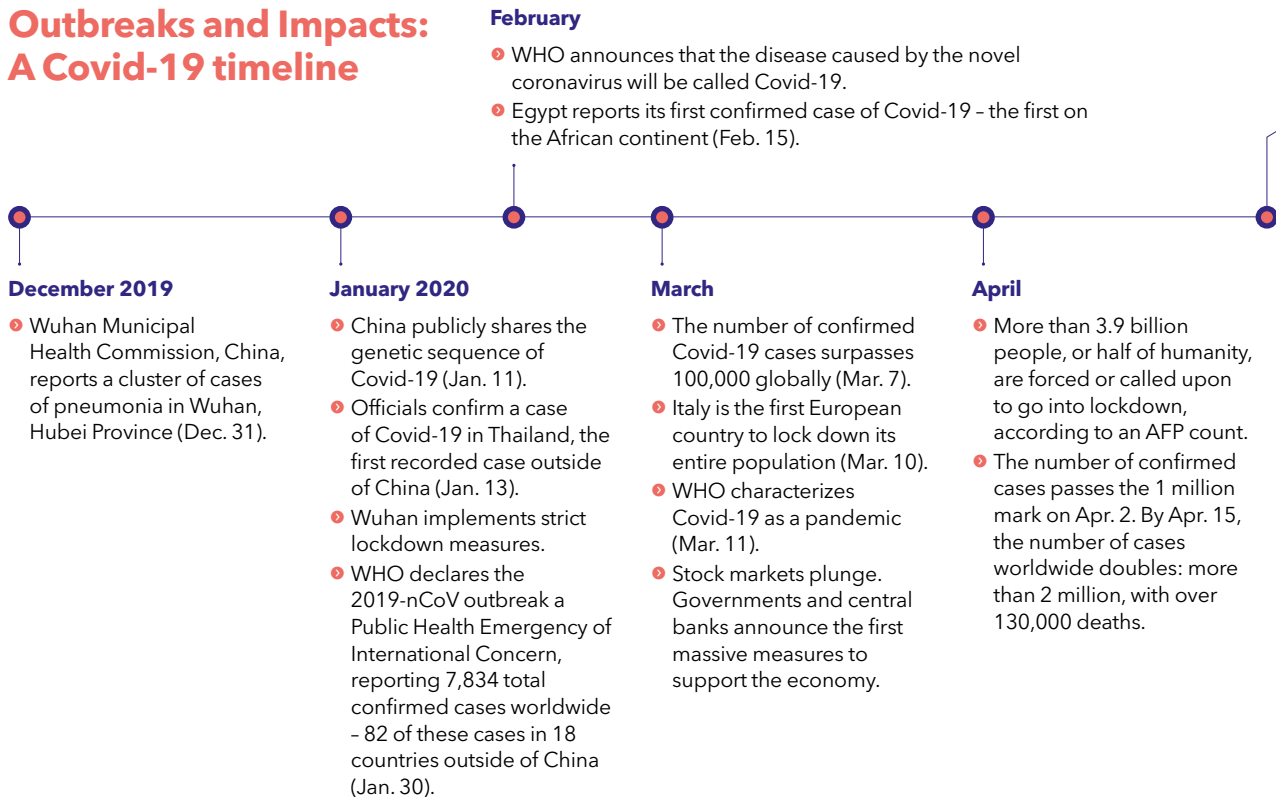 Outbreaks and Impacts:
A Covid-19 timeline
February
WHO announces that the disease caused by the novel
coronavirus will be called Covid-19.
Egypt reports its first confirmed case of Covid-19 – the first on
the African continent (Feb. 15).
December 2019
Wuhan Municipal
Health Commission, China,
reports a cluster of cases
of pneumonia in Wuhan,
Hubei Province (Dec. 31).
January 2020
China publicly shares the
genetic sequence of
Covid-19 (Jan. 11).
Officials confirm a case
of Covid-19 in Thailand, the
first recorded case outside
of China (Jan. 13).
Wuhan implements strict
lockdown measures.
WHO declares the
2019-nCoV outbreak a
Public Health Emergency of
International Concern,
reporting 7,834 total
confirmed cases worldwide
– 82 of these cases in 18
countries outside of China
(Jan. 30).
March
The number of confirmed
Covid-19 cases surpasses
100,000 globally (Mar. 7).
Italy is the first European
country to lock down its
entire population (Mar. 10).
WHO characterizes
Covid-19 as a pandemic
(Mar. 11).
Stock markets plunge.
Governments and central
banks announce the first
massive measures to
support the economy.
April
More than 3.9 billion
people, or half of humanity,
are forced or called upon
to go into lockdown,
according to an AFP count.
The number of confirmed
cases passes the 1 million
mark on Apr. 2. By Apr. 15,
the number of cases
worldwide doubles: more
than 2 million, with over
130,000 deaths.